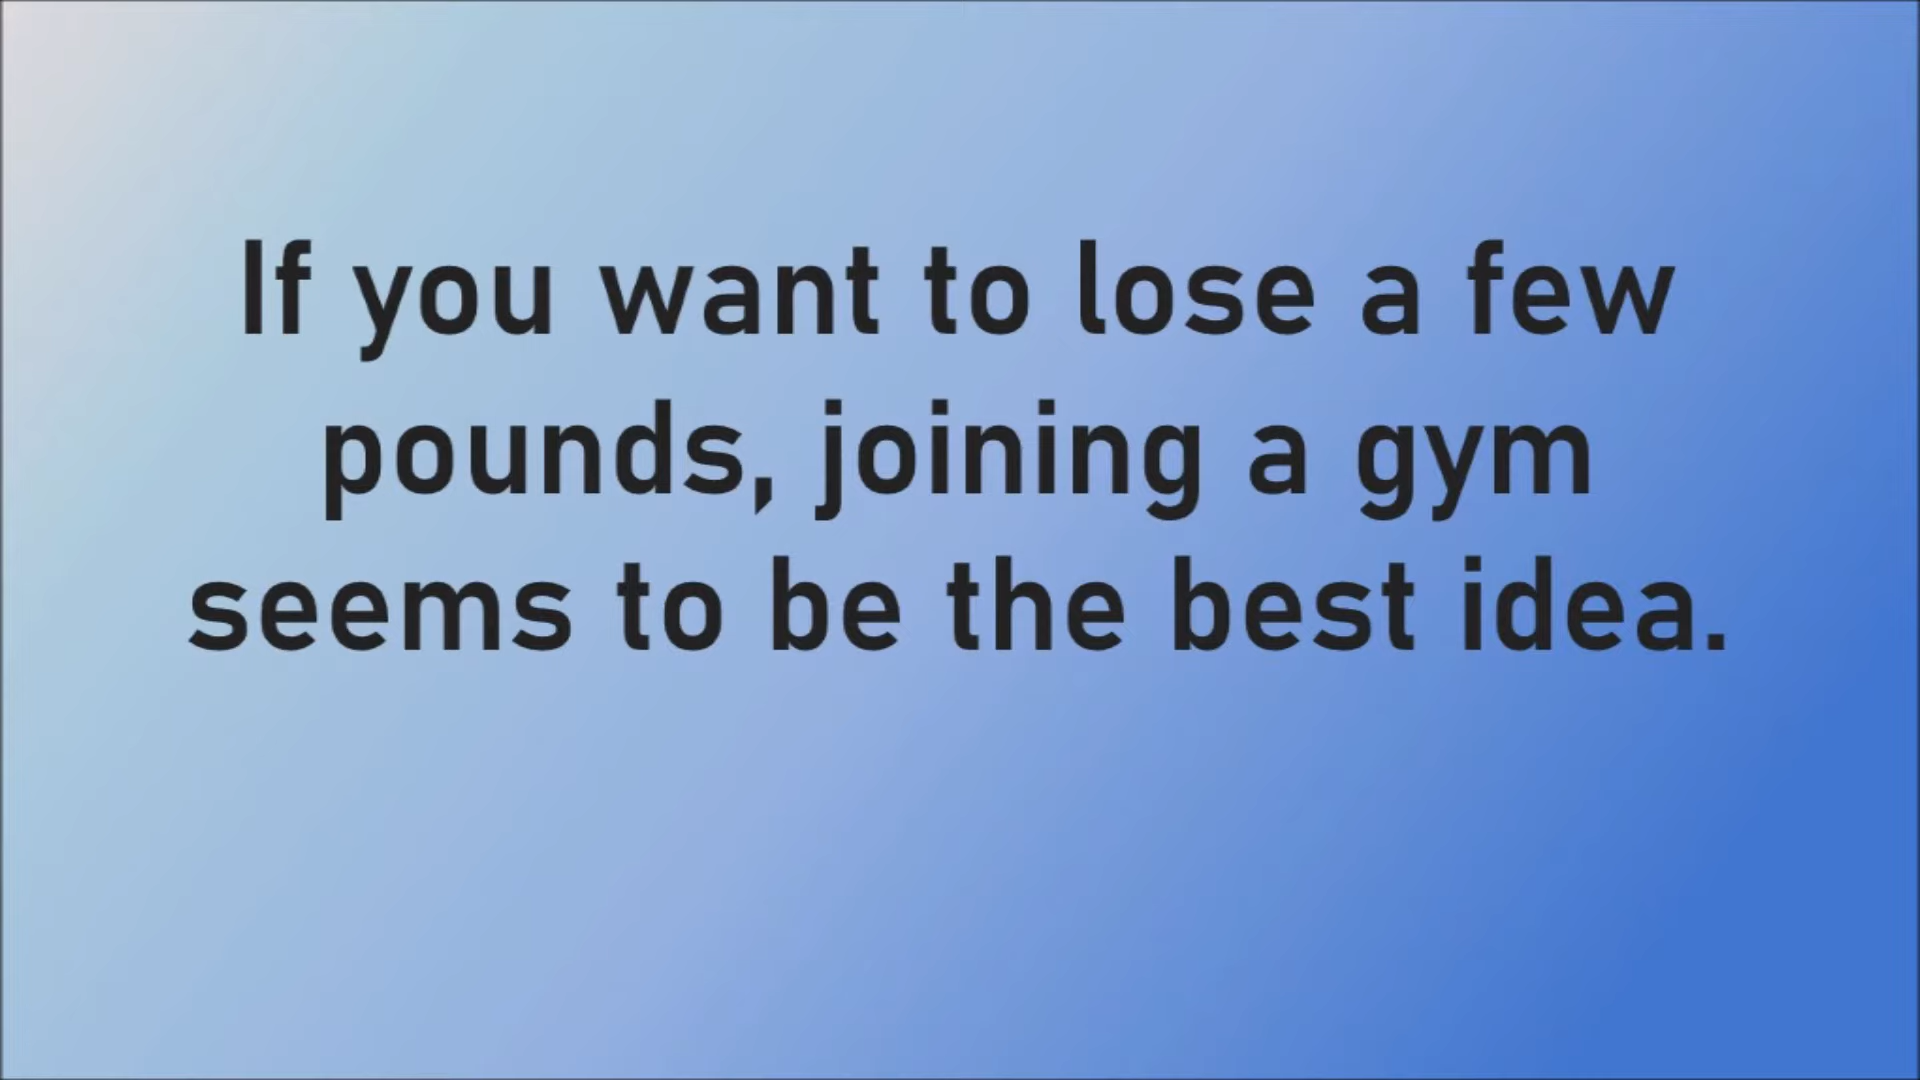 If you want to lose a few
pounds, joining a gym
seems to be the best idea.